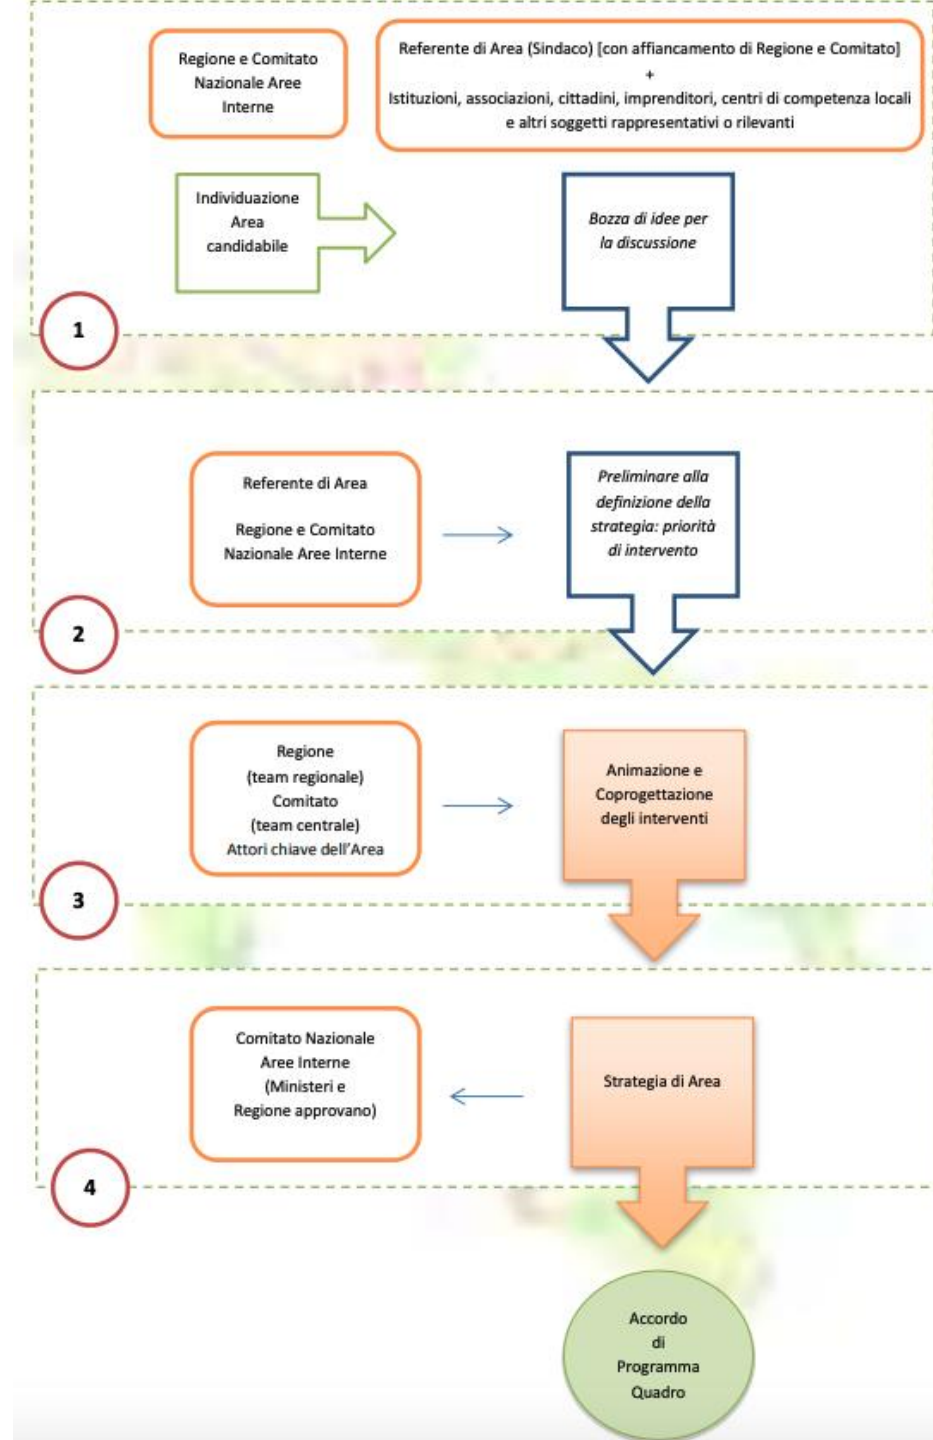 Regione e Comitato
Nazionale Aree
Interne
Referente di Area (Sindaco) [con affiancamento di Regione e Comitato]
+
Istituzioni, associazioni, cittadini, imprenditori, centri di competenza locali
e altri soggetti rappresentativi o rilevanti
Individuazione
Area
candidabile
Bozza di idee per
la discussione
1
Referente di Area
Regione e Comitato
Nazionale Aree Interne
Preliminare alla
definizione della
strategia: priorità
di intervento
2
Regione
(team regionale)
Comitato
(team centrale)
Attori chiave dell'Area
Animazione e
Coprogettazione
degli interventi
3
Comitato Nazionale
Aree Interne
(Ministeri e
Regione approvano)
Strategia di Area
4
Accordo
di
Programma
Quadro